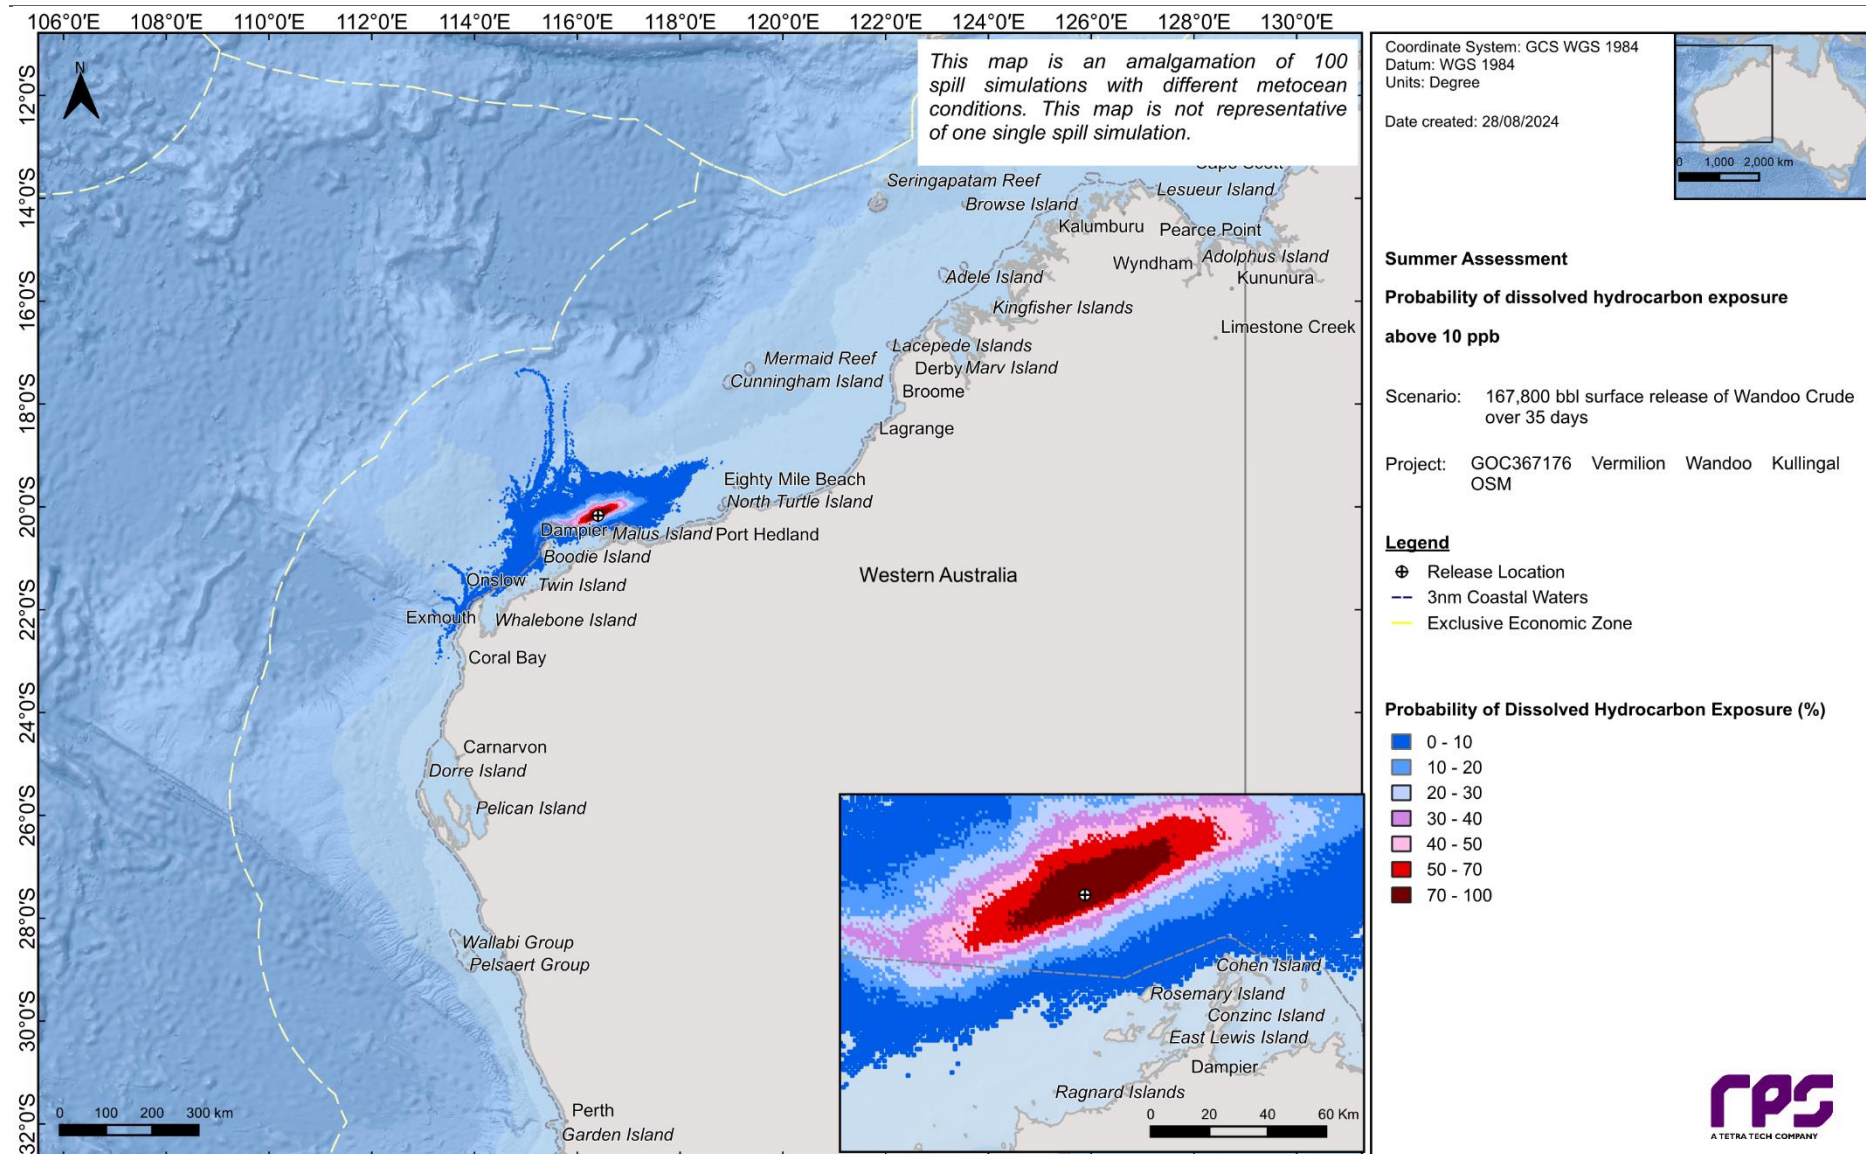 106°0'E 108°0'E 110°0'E 112°0'E 114°0'E 116°0'E 118°0'E 120°0'E 122°0'E 124°0'E 126°0'E 128°0'E 130°0'E
12°0'S
14°0'S
16°0'S
18°0'S
20°0'S
22°0'S
24°0'S
26°0'S
28°0'S
30°0'S
32°0'S
N
This map is an amalgamation of 100
spill simulations with different metocean
conditions. This map is not representative
of one single spill simulation.
Cape Scott
Seringapatam Reef
Lesueur Island
Browse Island
Kalumburu
Pearce Point
Wyndham
Adolphus Island
Kununura
Adele Island
Kingfisher Islands
Limestone Creek
Lacepede Islands
Mermaid Reef
Derby
Marv Island
Cunningham Island
Broome
Lagrange
Eighty Mile Beach
North Turtle Island
Dampier
Malus Island
Port Hedland
Boodie Island
Western Australia
Onslow
Twin Island
Exmouth
Whalebone Island
Coral Bay
Carnarvon
Dorre Island
Pelican Island
Wallabi Group
Pelsaert Group
Perth
Garden Island
0 100 200 300 km
Cohen Island
Rosemary Island
Conzinc Island
East Lewis Island
Dampier
Ragnard Islands
0 20 40 60 Km
Coordinate System: GCS WGS 1984
Datum: WGS 1984
Units: Degree
Date created: 28/08/2024
0 1,000 2,000 km
Summer Assessment
Probability of dissolved hydrocarbon exposure
above 10 ppb
Scenario: 167,800 bbl surface release of Wandoo Crude
over 35 days
Project: GOC367176 Vermilion Wandoo Kullingal
OSM
Legend
Release Location
3nm Coastal Waters
Exclusive Economic Zone
Probability of Dissolved Hydrocarbon Exposure (%)
0 - 10
10 - 20
20 - 30
30 - 40
40 - 50
50 - 70
70 - 100
rps
A TETRA TECH COMPANY